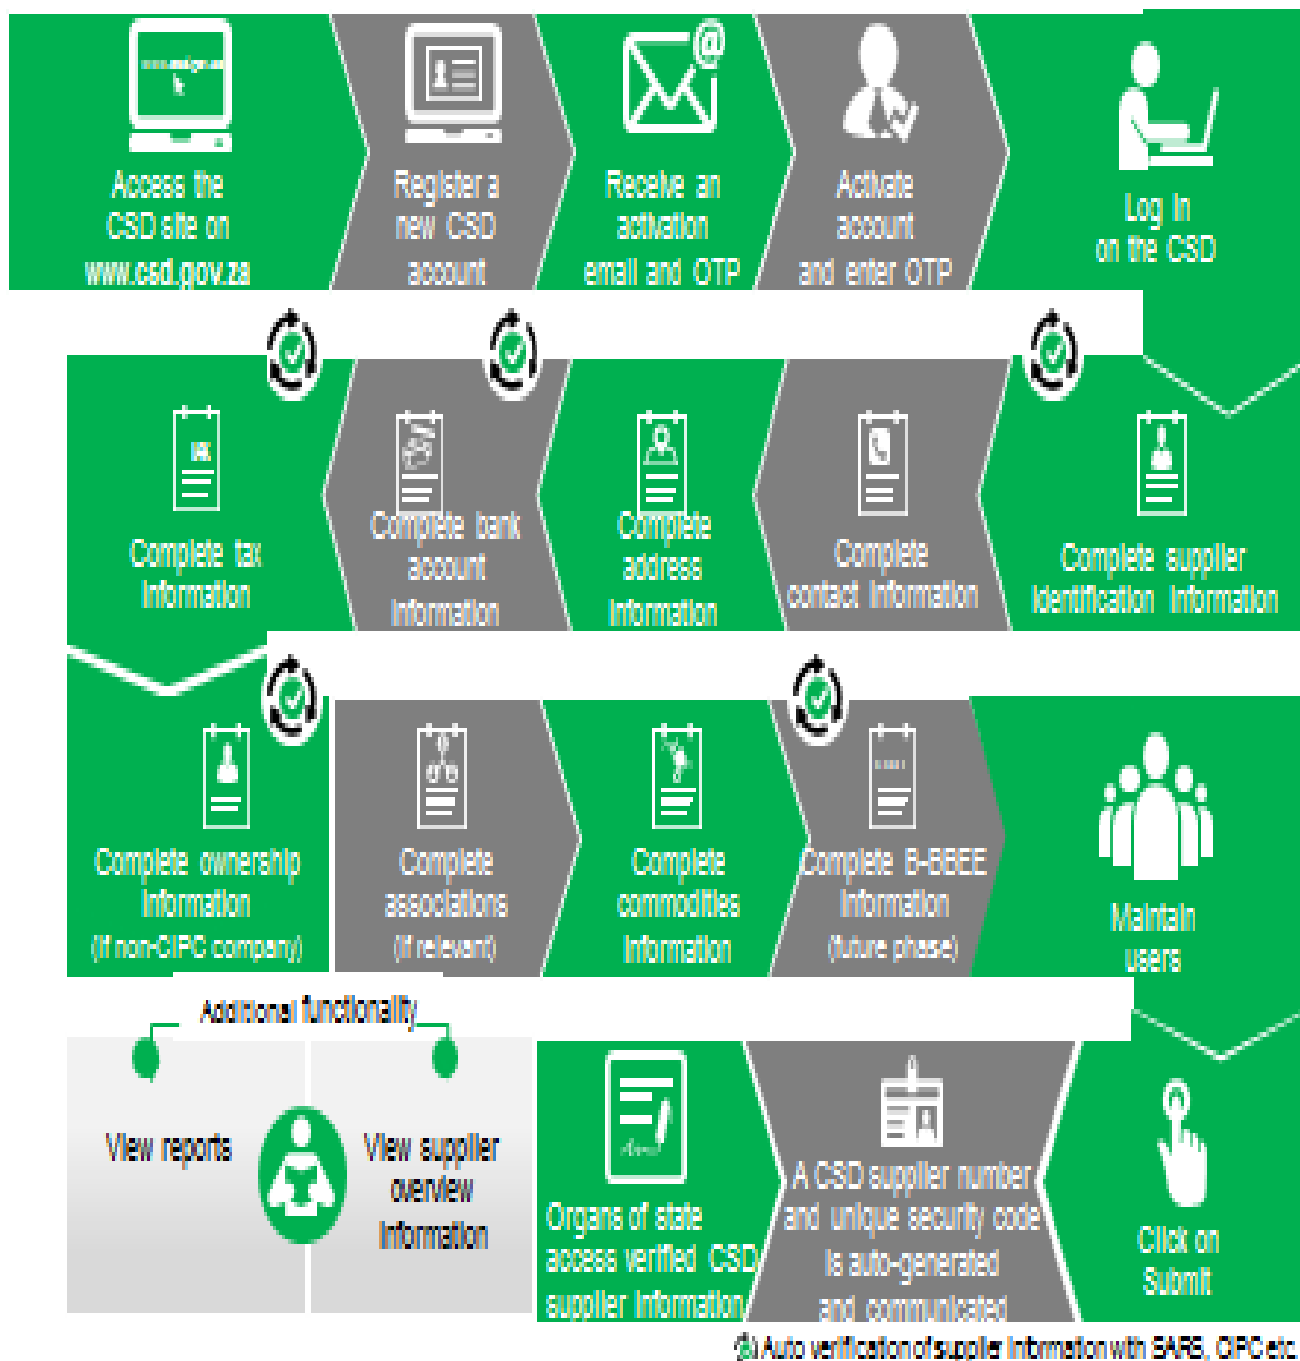 Access the
CSD site on
www.csd.gov.za
Register a
new CSD
account
Receive an
activation
email and OTP
Activate
account
and enter OTP
Log in
on the CSD
Complete supplier
identification information
Complete
contact information
Complete
address
information
Complete bank
account
information
Complete tax
information
Complete ownership
information
(if non-CIPC company)
Complete
associations
(if relevant)
Complete
commodities
information
Complete B-BBEE
information
(future phase)
Maintain
users
Click on
Submit
A CSD supplier number
and unique security code
is auto-generated
and communicated
Organs of state
access verified CSD
supplier information
Additional functionality
View reports
View supplier
overview
information
Auto verification of supplier information with SARS, CIPC etc.